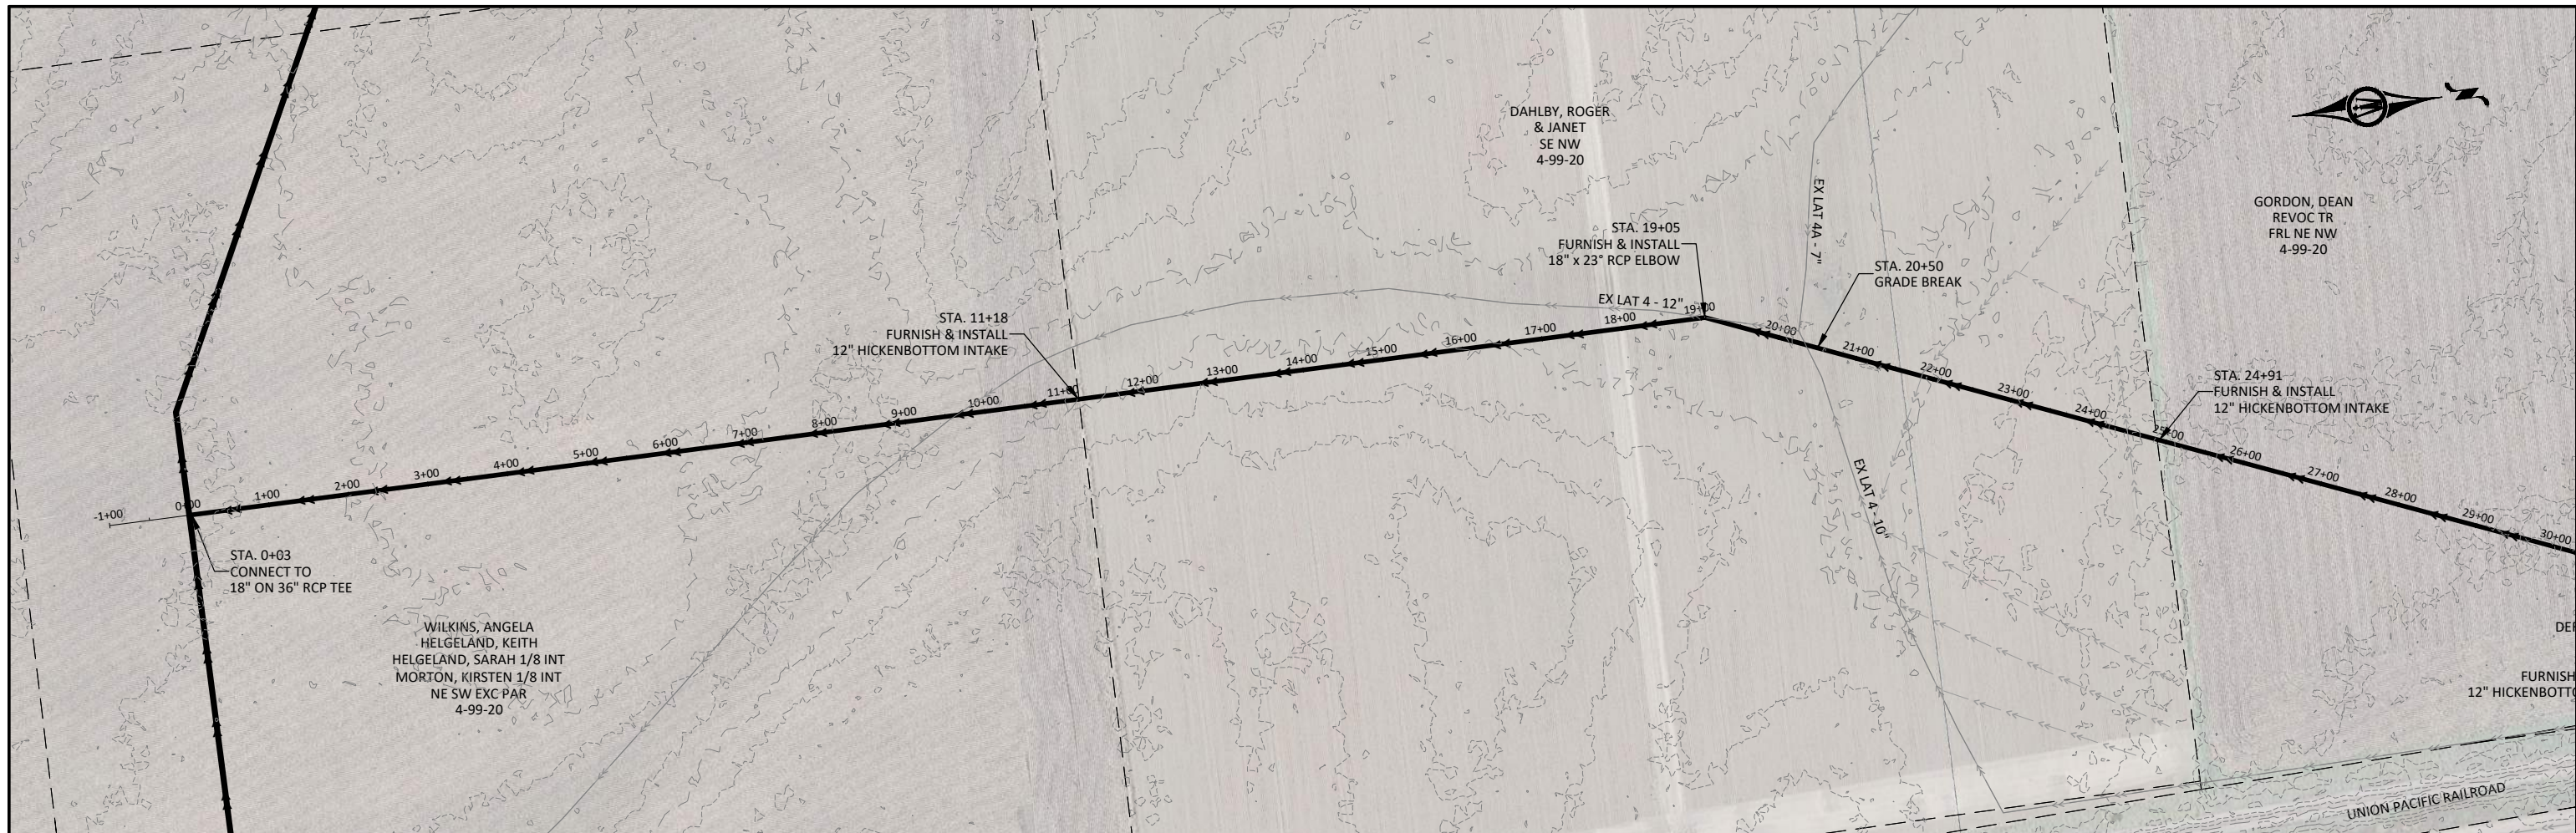 DAHLBY, ROGER
& JANET
SE NW
4-99-20
GORDON, DEAN
REVOC TR
FRL NE NW
4-99-20
EX LAT 4A - 7"
STA. 19+05
FURNISH & INSTALL
18" x 23° RCP ELBOW
STA. 20+50
GRADE BREAK
EX LAT 4 - 12"
STA. 11+18
FURNISH & INSTALL
12" HICKENBOTTOM INTAKE
STA. 24+91
FURNISH & INSTALL
12" HICKENBOTTOM INTAKE
EX LAT 4 - 10"
-1+00
0+00
1+00
2+00
3+00
4+00
5+00
6+00
7+00
8+00
9+00
10+00
11+00
12+00
13+00
14+00
15+00
16+00
17+00
18+00
19+00
20+00
21+00
22+00
23+00
24+00
25+00
26+00
27+00
28+00
29+00
30+00
STA. 0+03
CONNECT TO
18" ON 36" RCP TEE
WILKINS, ANGELA
HELGELAND, KEITH
HELGELAND, SARAH 1/8 INT
MORTON, KIRSTEN 1/8 INT
NE SW EXC PAR
4-99-20
FURNISH
12" HICKENBOTTO
UNION PACIFIC RAILROAD